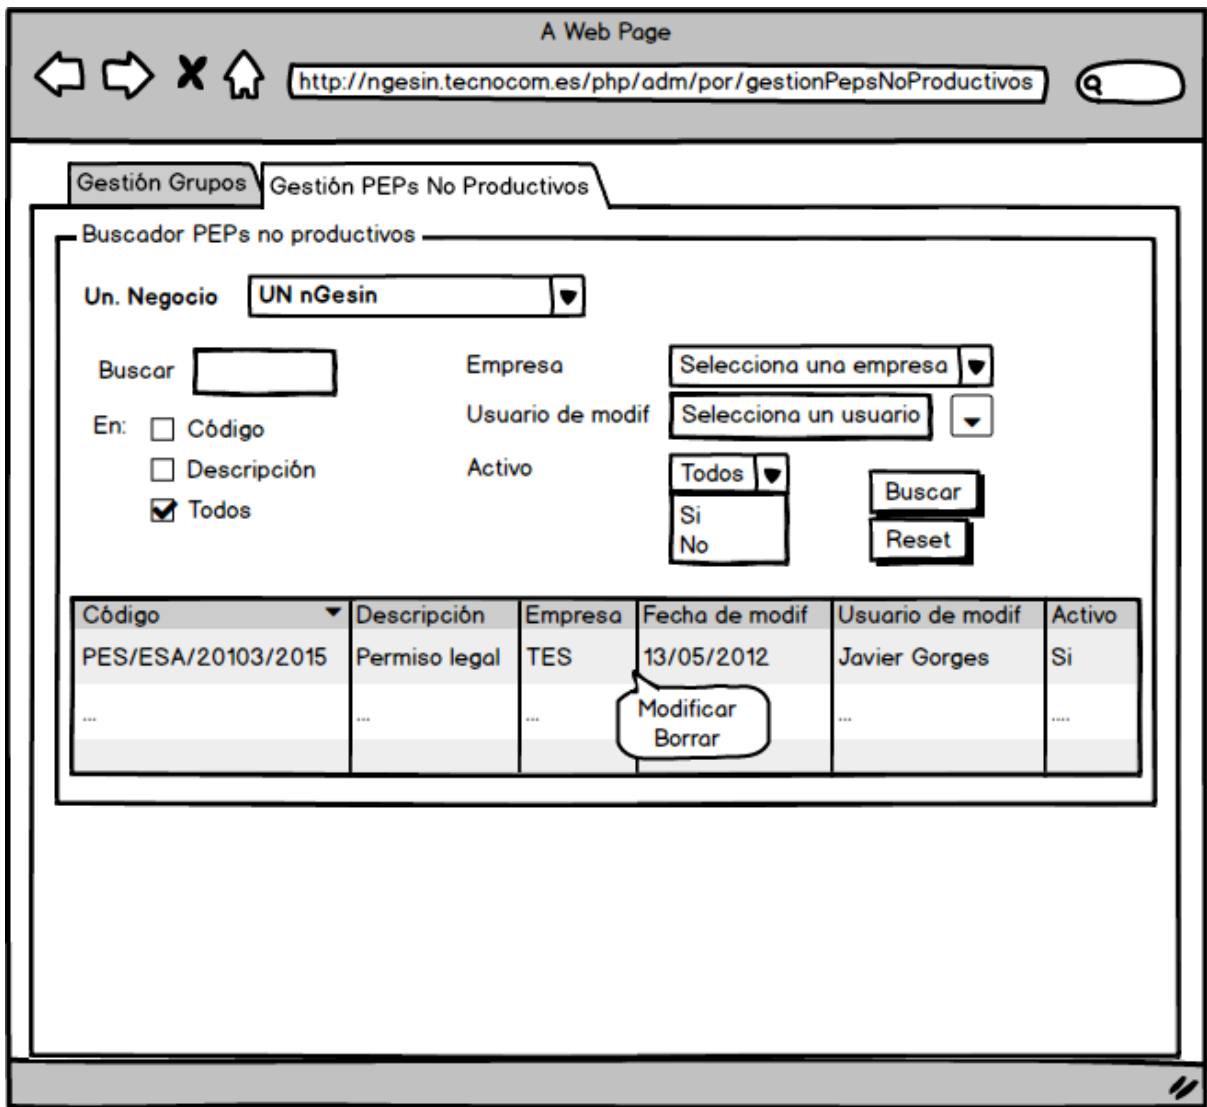 A Web Page
http://ngesin.tecnocom.es/php/adm/por/gestionPepsNoProductivos
Gestión Grupos
Gestión PEPs No Productivos
Buscador PEPs no productivos
Un. Negocio
UN nGesin
Buscar
Empresa
Selecciona una empresa
Usuario de modif
Selecciona un usuario
En:
Código
Descripción
Todos
Activo
Todos
Si
No
Buscar
Reset
Código Descripción Empresa Fecha de modif Usuario de modif Activo
PES/ESA/20103/2015 Permiso legal TES 13/05/2012 Javier Gorges Si
... ... ... ... ....
Modificar
Borrar